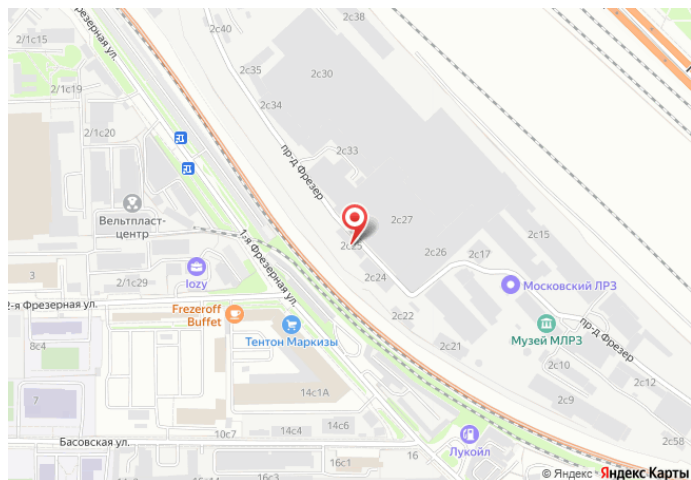 2с40
2/1с15
Фрезерная ул.
2с35
2с30
2/1с19
2с34
2/1с20
2с33
пр-д Фрезер
Вельтпласт-
центр
2с27
2с25
2с26
2с15
2с17
1-я Фрезерная ул.
3
2/1с29
lozy
2с24
Московский ЛРЗ
2-я Фрезерная ул.
Frezeroff
Buffet
2с22
Тентон Маркизы
Музей МЛРЗ
пр-д Фрезер
8с4
2с21
2с10
2с12
7
14с1А
2с9
10с7
14с4
14с6
Басовская ул.
16
Лукойл
2с58
16с1
© Яндекс Яндекс Карты